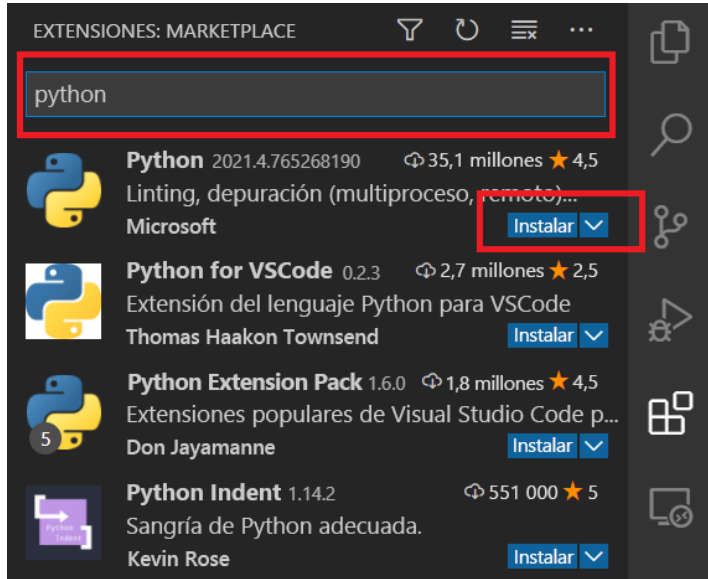 EXTENSIONES: MARKETPLACE
python
Python 2021.4.765268190 35,1 millones 4,5
Linting, depuración (multiproceso, remoto)...
Microsoft Instalar
Python for VSCode 0.2.3 2,7 millones 2,5
Extensión del lenguaje Python para VSCode
Thomas Haakon Townsend Instalar
Python Extension Pack 1.6.0 1,8 millones 4,5
Extensiones populares de Visual Studio Code p...
5
Don Jayamanne Instalar
Python Indent 1.14.2 551 000 5
Sangría de Python adecuada.
Python
Indent
Kevin Rose Instalar